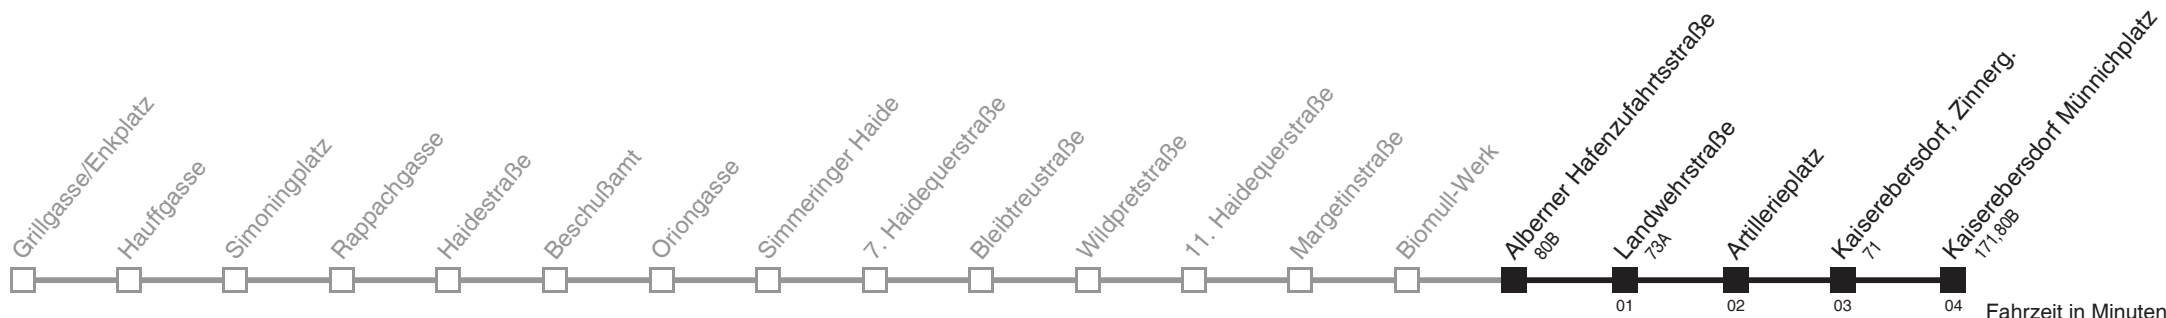 Grillgasse/Enkplatz
Hauffgasse
Simoningplatz
Rappachgasse
Haidestraße
Beschußamt
Oriongasse
Simmeringer Haide
7. Haidequerstraße
Bleibtreustraße
Wildpretstraße
11. Haidequerstraße
Margetinstraße
Biomull-Werk
Alberner Hafenzufahrtsstraße
80B
Landwehrstraße
73A
Artillerieplatz
Kaiserebersdorf, Zinnerg.
71
Kaiserebersdorf Münnichplatz
171,80B
01
02
03
04
Fahrzeit in Minuten